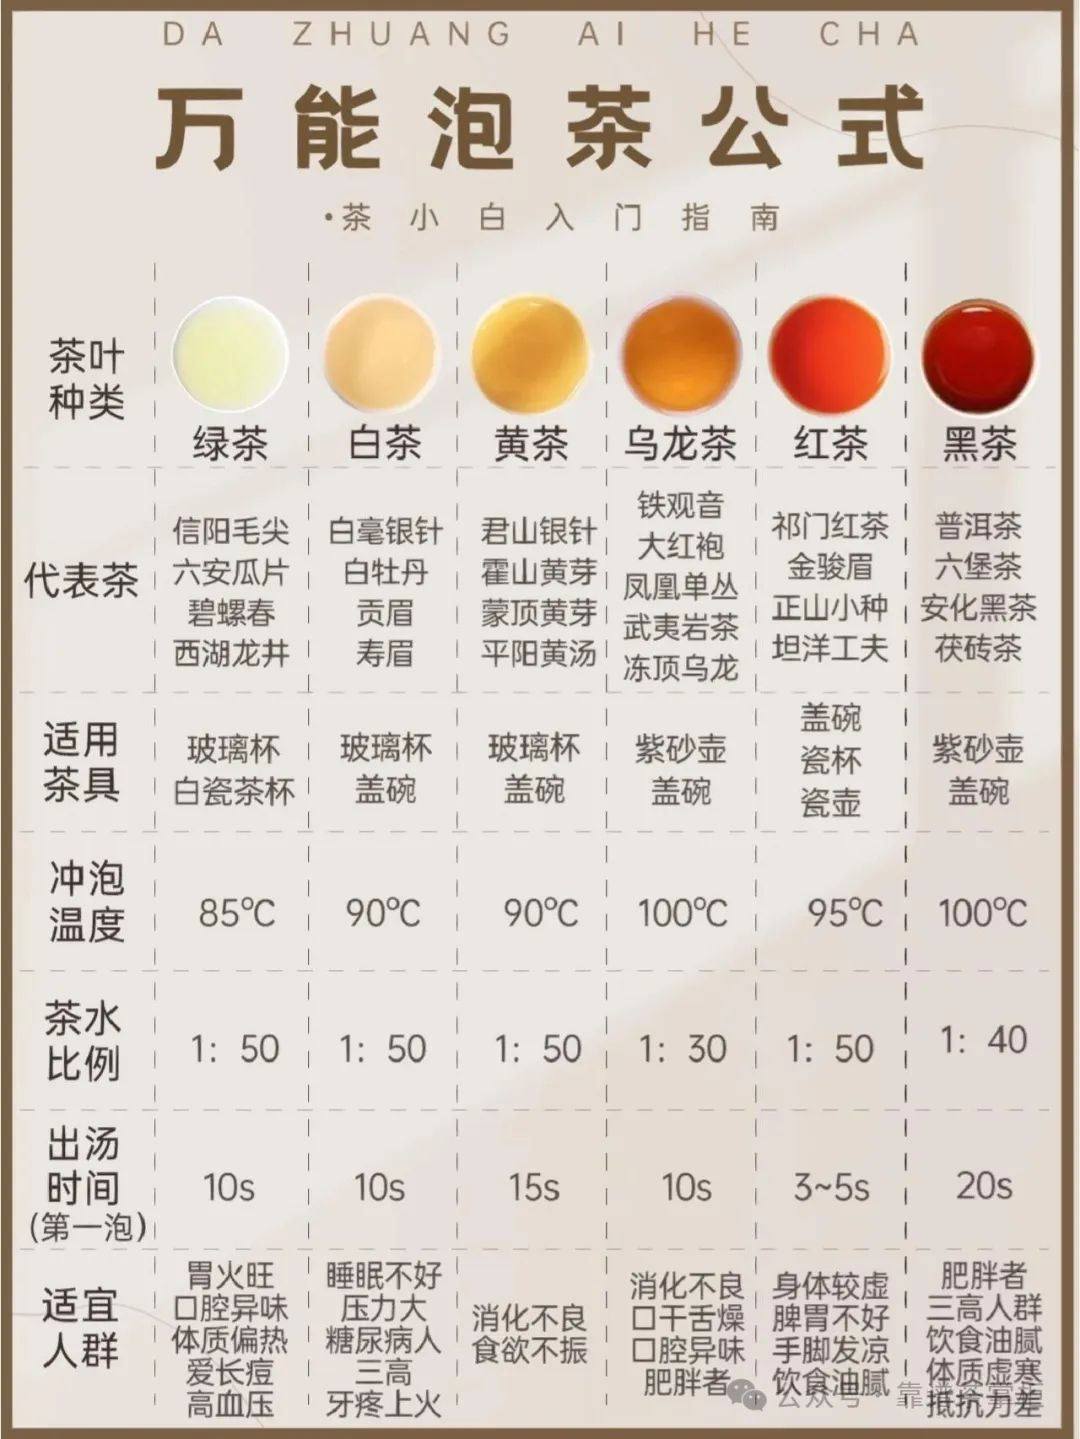 DA ZHUANG AI HE CHA
万能泡茶公式
·茶小白入门指南
茶叶
种类
绿茶 白茶 黄茶 乌龙茶 红茶 黑茶
代表茶
信阳毛尖
六安瓜片
碧螺春
西湖龙井
白毫银针
白牡丹
贡眉
寿眉
君山银针
霍山黄芽
蒙顶黄芽
平阳黄汤
铁观音
大红袍
凤凰单丛
武夷岩茶
冻顶乌龙
祁门红茶
金骏眉
正山小种
坦洋工夫
普洱茶
六堡茶
安化黑茶
茯砖茶
适用
茶具
玻璃杯
白瓷茶杯
玻璃杯
盖碗
玻璃杯
盖碗
紫砂壶
盖碗
盖碗
瓷杯
瓷壶
紫砂壶
盖碗
冲泡
温度
85℃ 90℃ 90℃ 100℃ 95℃ 100℃
茶水
比例
1: 50 1: 50 1: 50 1: 30 1: 50 1: 40
出汤
时间
(第一泡)
10s 10s 15s 10s 3~5s 20s
适宜
人群
胃火旺
口腔异味
体质偏热
爱长痘
高血压
睡眠不好
压力大
糖尿病人
三高
牙疼上火
消化不良
食欲不振
消化不良
口干舌燥
口腔异味
肥胖者
身体较虚
脾胃不好
手脚发凉
饮食油腻
肥胖者
三高人群
饮食油腻
体质虚寒
抵抗力差
公众号 ·